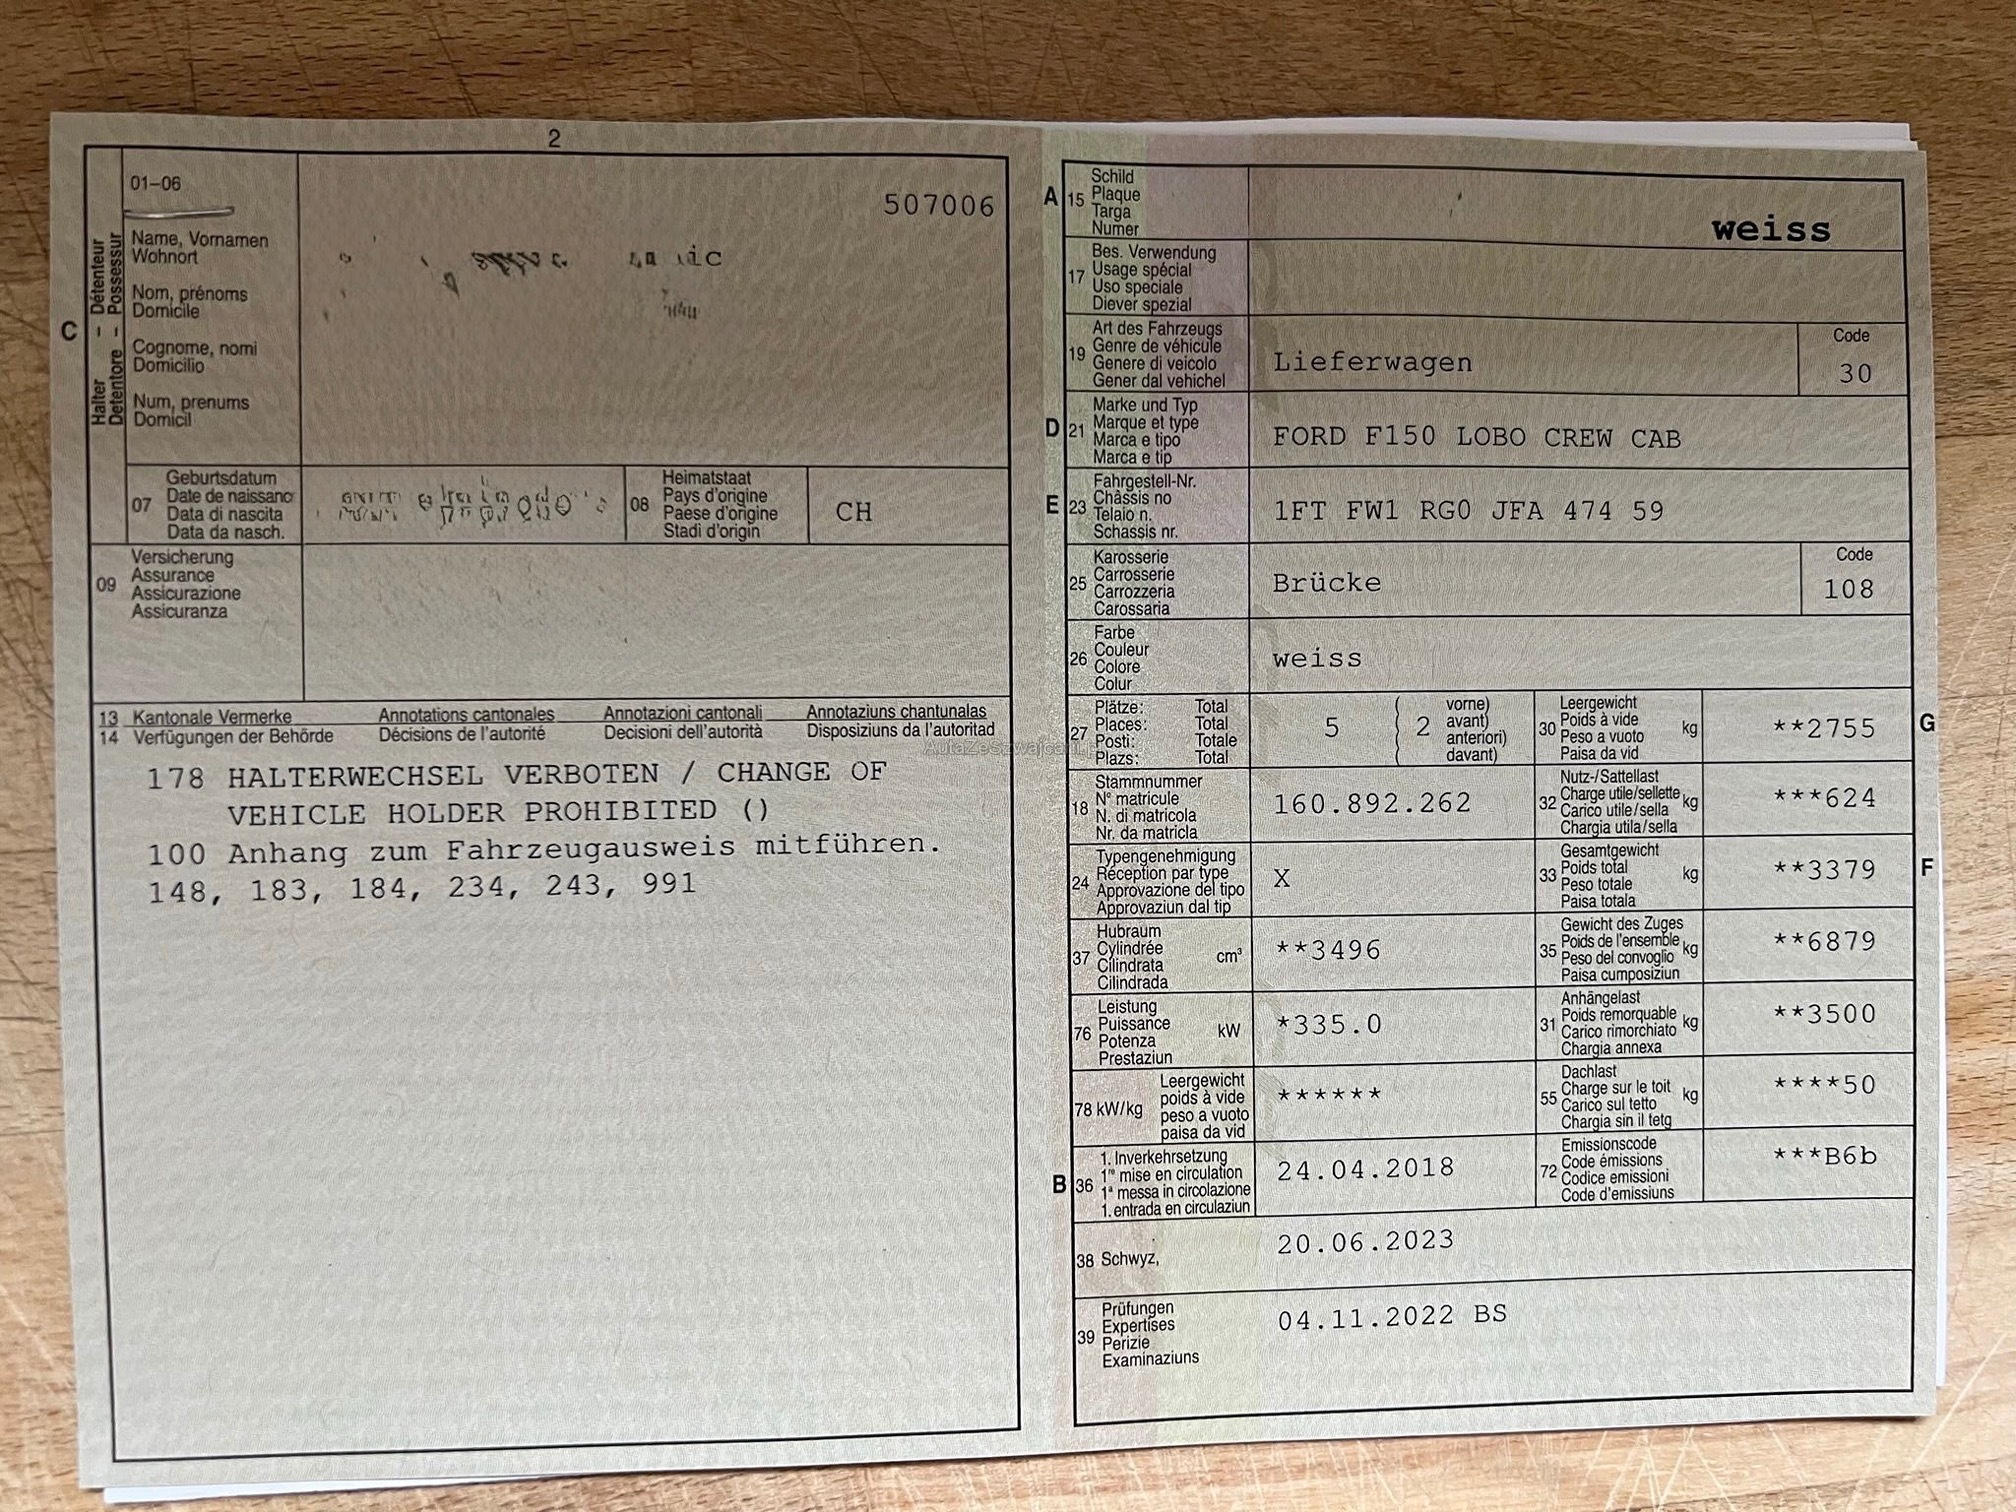 2
01–06
507006
C
Halter – Détenteur
Detentore – Possessur
Name, Vornamen
Wohnort
Nom, prénoms
Domicile
Cognome, nomi
Domicilio
Num, prenums
Domicil
07
Geburtsdatum
Date de naissanc
Data di nascita
Data da nasch.
08
Heimatstaat
Pays d'origine
Paese d'origine
Stadi d'origin
CH
09
Versicherung
Assurance
Assicurazione
Assicuranza
13 Kantonale Vermerke Annotations cantonales Annotazioni cantonali Annotaziuns chantunalas
14 Verfügungen der Behörde Décisions de l'autorité Decisioni dell'autorità Disposiziuns da l'autoritad
178 HALTERWECHSEL VERBOTEN / CHANGE OF
VEHICLE HOLDER PROHIBITED ()
100 Anhang zum Fahrzeugausweis mitführen.
148, 183, 184, 234, 243, 991
A 15
Schild
Plaque
Targa
Numer
weiss
17
Bes. Verwendung
Usage spécial
Uso speciale
Diever spezial
19
Art des Fahrzeugs
Genre de véhicule
Genere di veicolo
Gener dal vehichel
Lieferwagen
Code
30
D 21
Marke und Typ
Marque et type
Marca e tipo
Marca e tip
FORD F150 LOBO CREW CAB
E 23
Fahrgestell-Nr.
Châssis no
Telaio n.
Schassis nr.
1FT FW1 RG0 JFA 474 59
25
Karosserie
Carrosserie
Carrozzeria
Carossaria
Brücke
Code
108
26
Farbe
Couleur
Colore
Colur
weiss
27
Plätze: Total
Places: Total
Posti: Totale
Plazs: Total
5 ( 2
vorne)
avant)
anteriori)
davant)
30
Leergewicht
Poids à vide
Peso a vuoto
Paisa da vid
kg
**2755
G
18
Stammnummer
N° matricule
N. di matricola
Nr. da matricla
160.892.262
32
Nutz-/Sattellast
Charge utile/sellette
Carico utile/sella
Chargia utila/sella
kg
***624
24
Typengenehmigung
Réception par type
Approvazione del tipo
Approvaziun dal tip
X
33
Gesamtgewicht
Poids total
Peso totale
Paisa totala
kg
**3379
F
37
Hubraum
Cylindrée
Cilindrata
Cilindrada
cm³
**3496
35
Gewicht des Zuges
Poids de l'ensemble
Peso del convoglio
Paisa cumposiziun
kg
**6879
76
Leistung
Puissance
Potenza
Prestaziun
kW
*335.0
31
Anhängelast
Poids remorquable
Carico rimorchiato
Chargia annexa
kg
**3500
78 kW/kg
Leergewicht
poids à vide
peso a vuoto
paisa da vid
******
55
Dachlast
Charge sur le toit
Carico sul tetto
Chargia sin il tetg
kg
****50
B 36
1. Inverkehrsetzung
1re mise en circulation
1a messa in circolazione
1. entrada en circulaziun
24.04.2018
72
Emissionscode
Code émissions
Codice emissioni
Code d'emissiuns
***B6b
38 Schwyz,
20.06.2023
39
Prüfungen
Expertises
Perizie
Examinaziuns
04.11.2022 BS